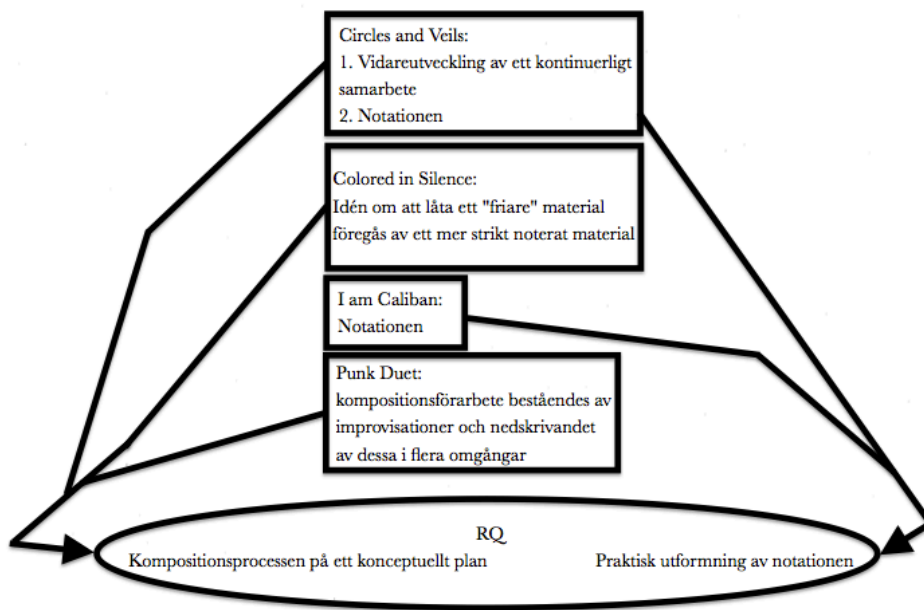 Circles and Veils:
1. Vidareutveckling av ett kontinuerligt
samarbete
2. Notationen
Colored in Silence:
Idén om att låta ett "friare" material
föregås av ett mer strikt noterat material
I am Caliban:
Notationen
Punk Duet:
kompositionsförarbete beståendes av
improvisationer och nedskrivandet
av dessa i flera omgångar
RQ
Kompositionsprocessen på ett konceptuellt plan
Praktisk utformning av notationen